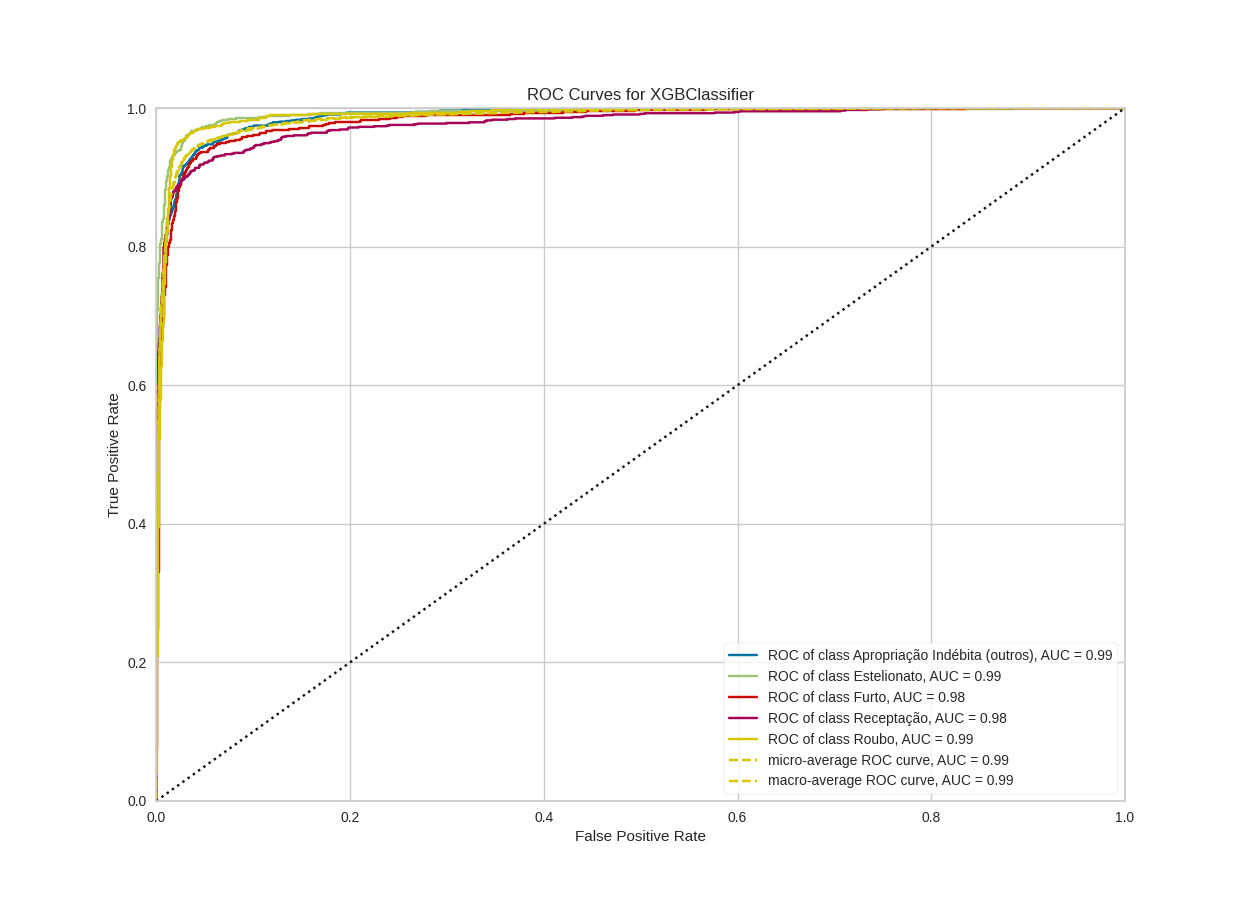 ROC Curves for XGBClassifier
1.0
0.8
0.6
0.4
0.2
0.0
True Positive Rate
0.0 0.2 0.4 0.6 0.8 1.0
False Positive Rate
ROC of class Apropriação Indébita (outros), AUC = 0.99
ROC of class Estelionato, AUC = 0.99
ROC of class Furto, AUC = 0.98
ROC of class Receptação, AUC = 0.98
ROC of class Roubo, AUC = 0.99
micro-average ROC curve, AUC = 0.99
macro-average ROC curve, AUC = 0.99